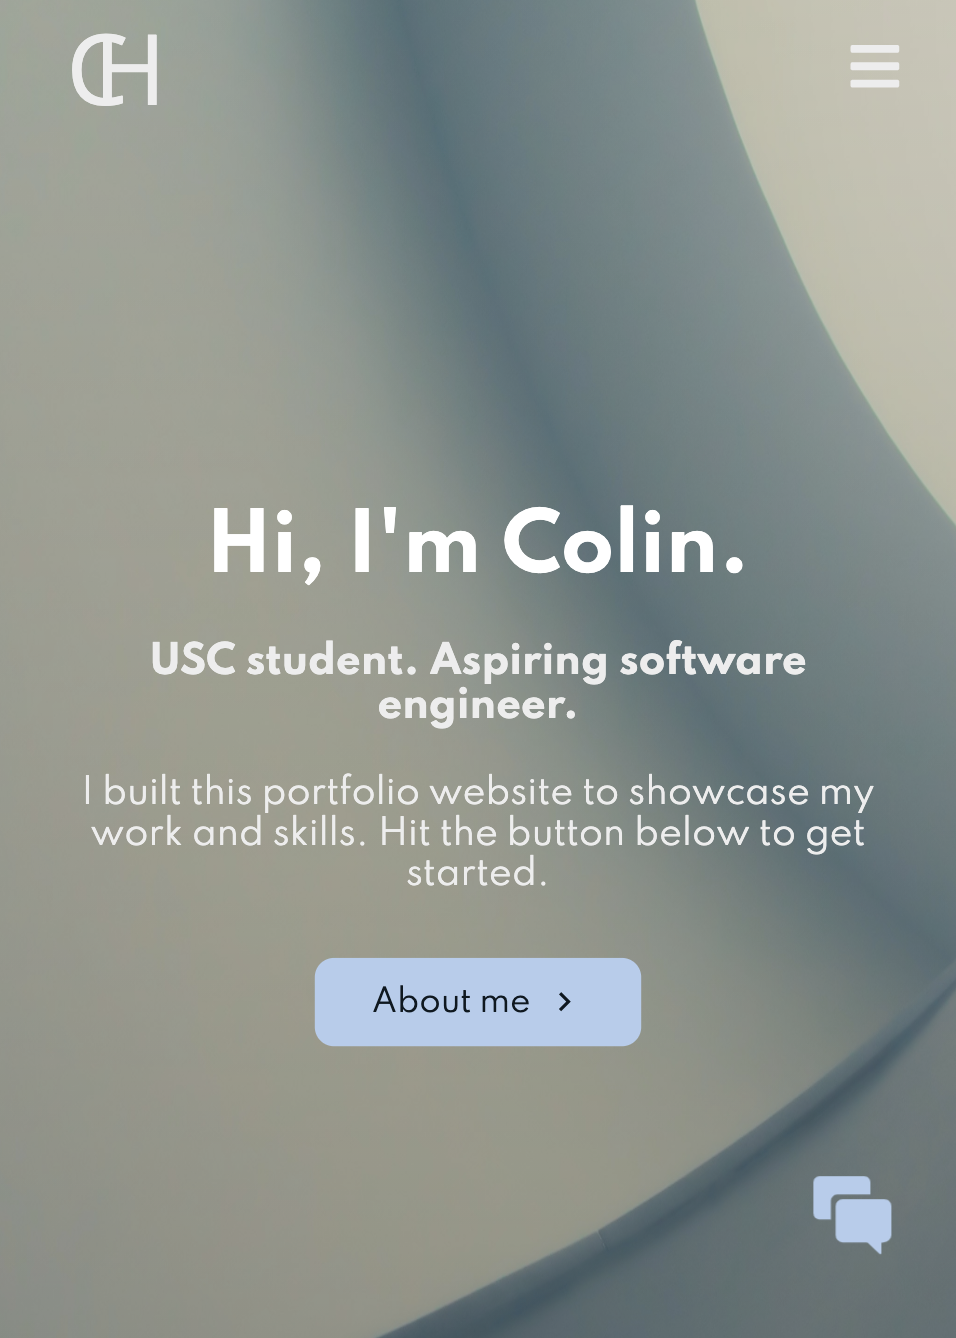 CH
Hi, I'm Colin.
USC student. Aspiring software
engineer.
I built this portfolio website to showcase my
work and skills. Hit the button below to get
started.
About me